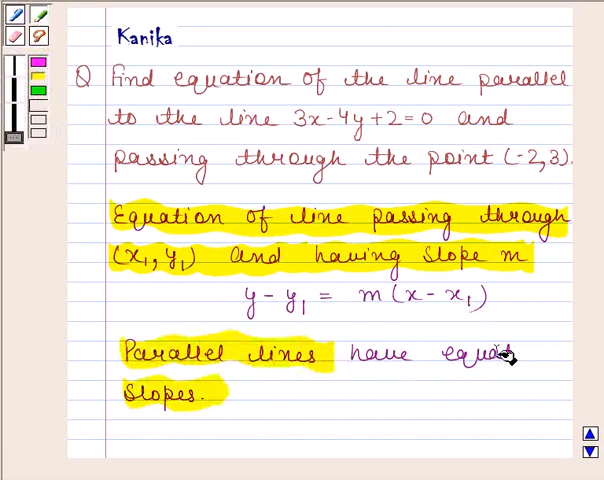 Kanika
Q Find equation of the line parallel
to the line 3x-4y+2=0 and
passing through the point (-2,3).
Equation of line passing through
(x₁, y₁) and having slope m
y - y₁ = m(x - x₁)
Parallel lines have equal
slopes.